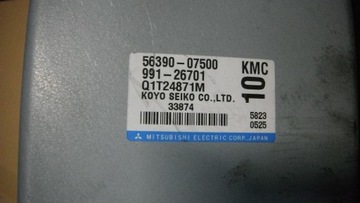 56390-07500 KMC
991-26701
Q1T24871M 10
KOYO SEIKO CO.,LTD.
33874
5823
0525
MITSUBISHI ELECTRIC CORP. JAPAN